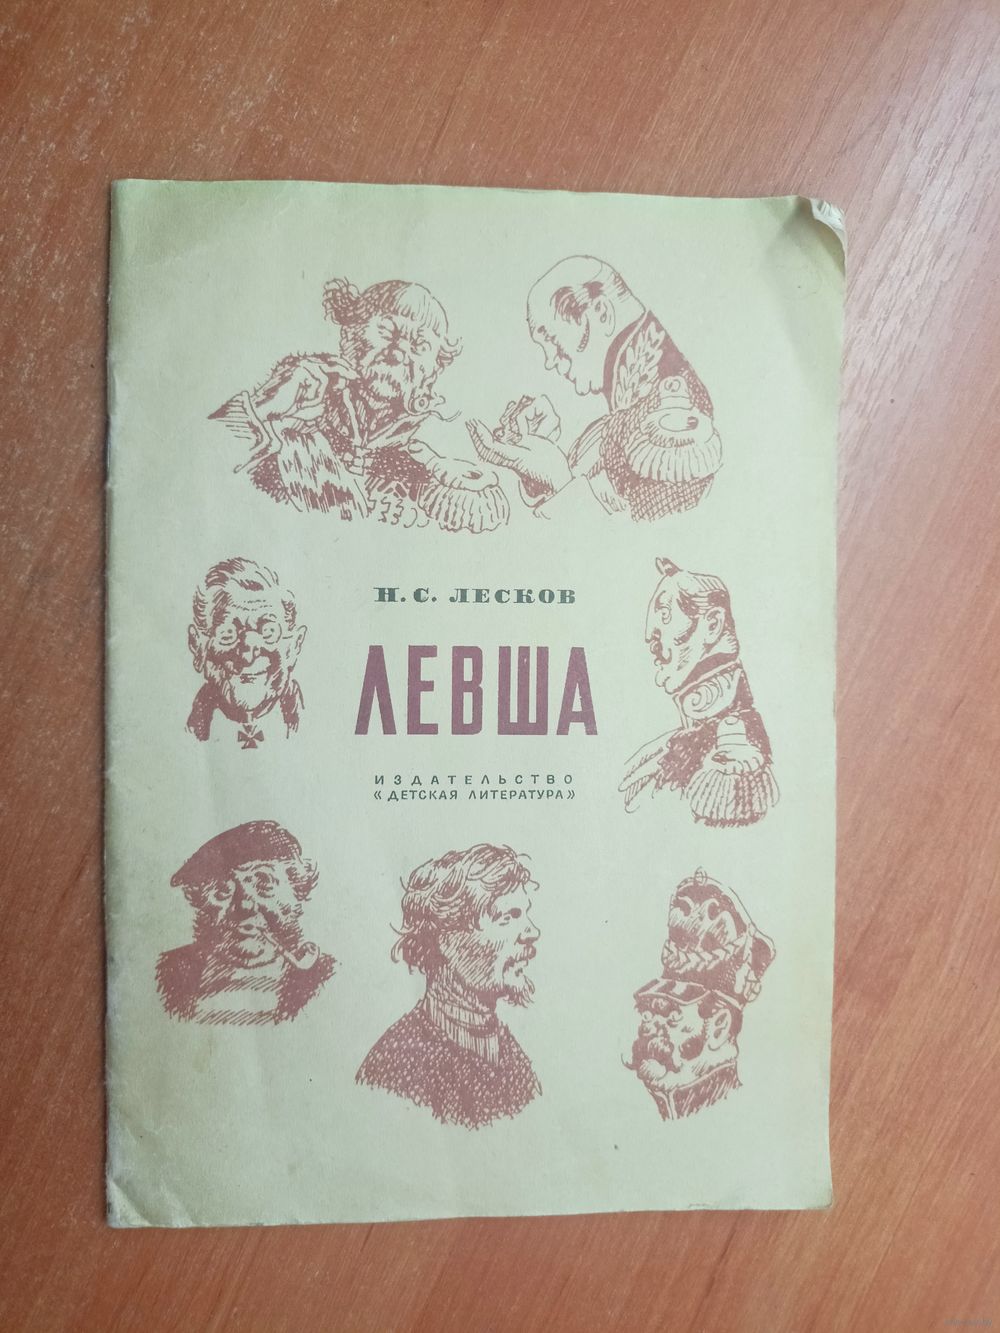 Н. С. ЛЕСКОВ
ЛЕВША
ИЗДАТЕЛЬСТВО
«ДЕТСКАЯ ЛИТЕРАТУРА»